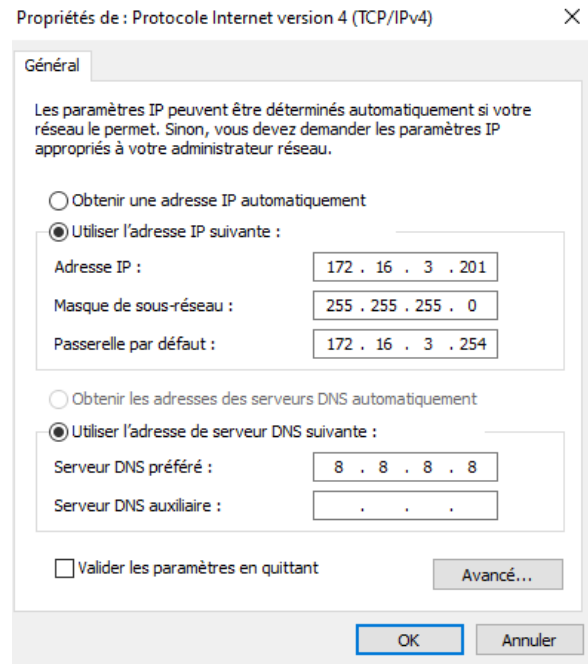 Propriétés de : Protocole Internet version 4 (TCP/IPv4)
Général
Les paramètres IP peuvent être déterminés automatiquement si votre
réseau le permet. Sinon, vous devez demander les paramètres IP
appropriés à votre administrateur réseau.
Obtenir une adresse IP automatiquement
Utiliser l'adresse IP suivante :
Adresse IP : 172 . 16 . 3 . 201
Masque de sous-réseau : 255 . 255 . 255 . 0
Passerelle par défaut : 172 . 16 . 3 . 254
Obtenir les adresses des serveurs DNS automatiquement
Utiliser l'adresse de serveur DNS suivante :
Serveur DNS préféré : 8 . 8 . 8 . 8
Serveur DNS auxiliaire : . . .
Valider les paramètres en quittant
Avancé...
OK Annuler